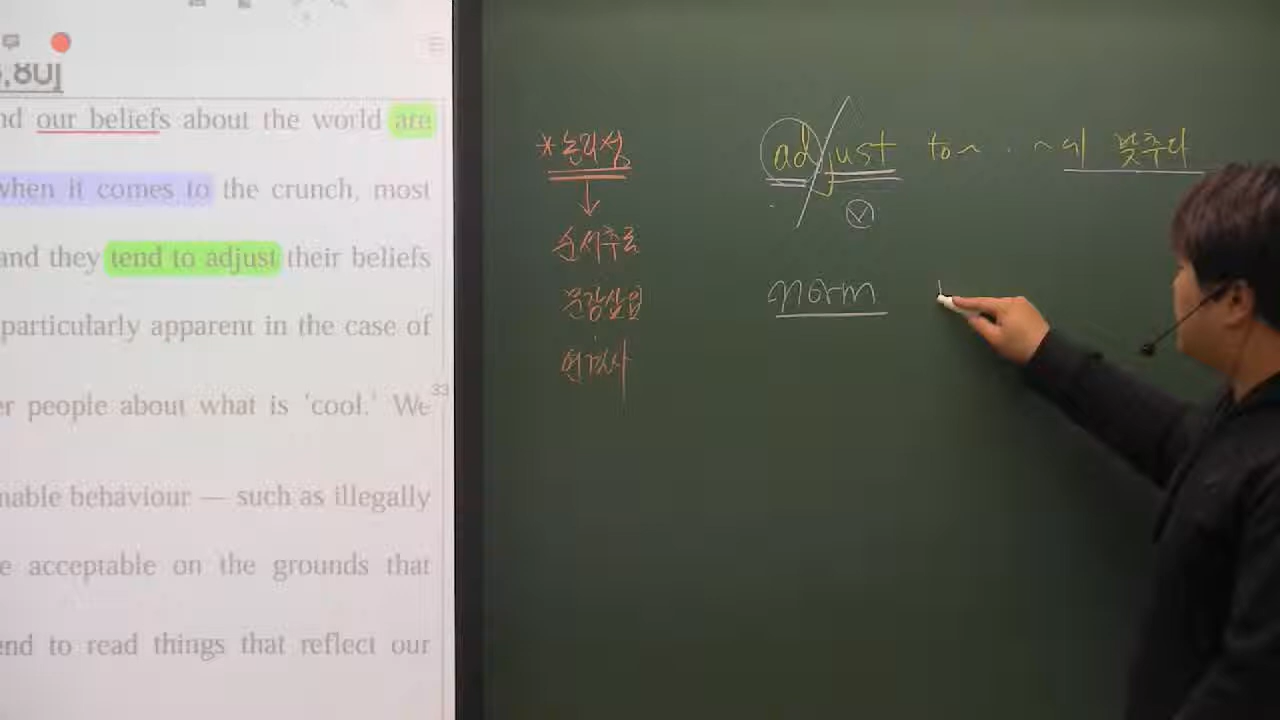 ,80]
nd our beliefs about the world are
when it comes to the crunch, most
and they tend to adjust their beliefs
particularly apparent in the case of
er people about what is 'cool.' We
33
nable behaviour — such as illegally
e acceptable on the grounds that
end to read things that reflect our
*논리성
순서추론
문장삽입
연결사
adjust to~ . ~에 맞추다
norm